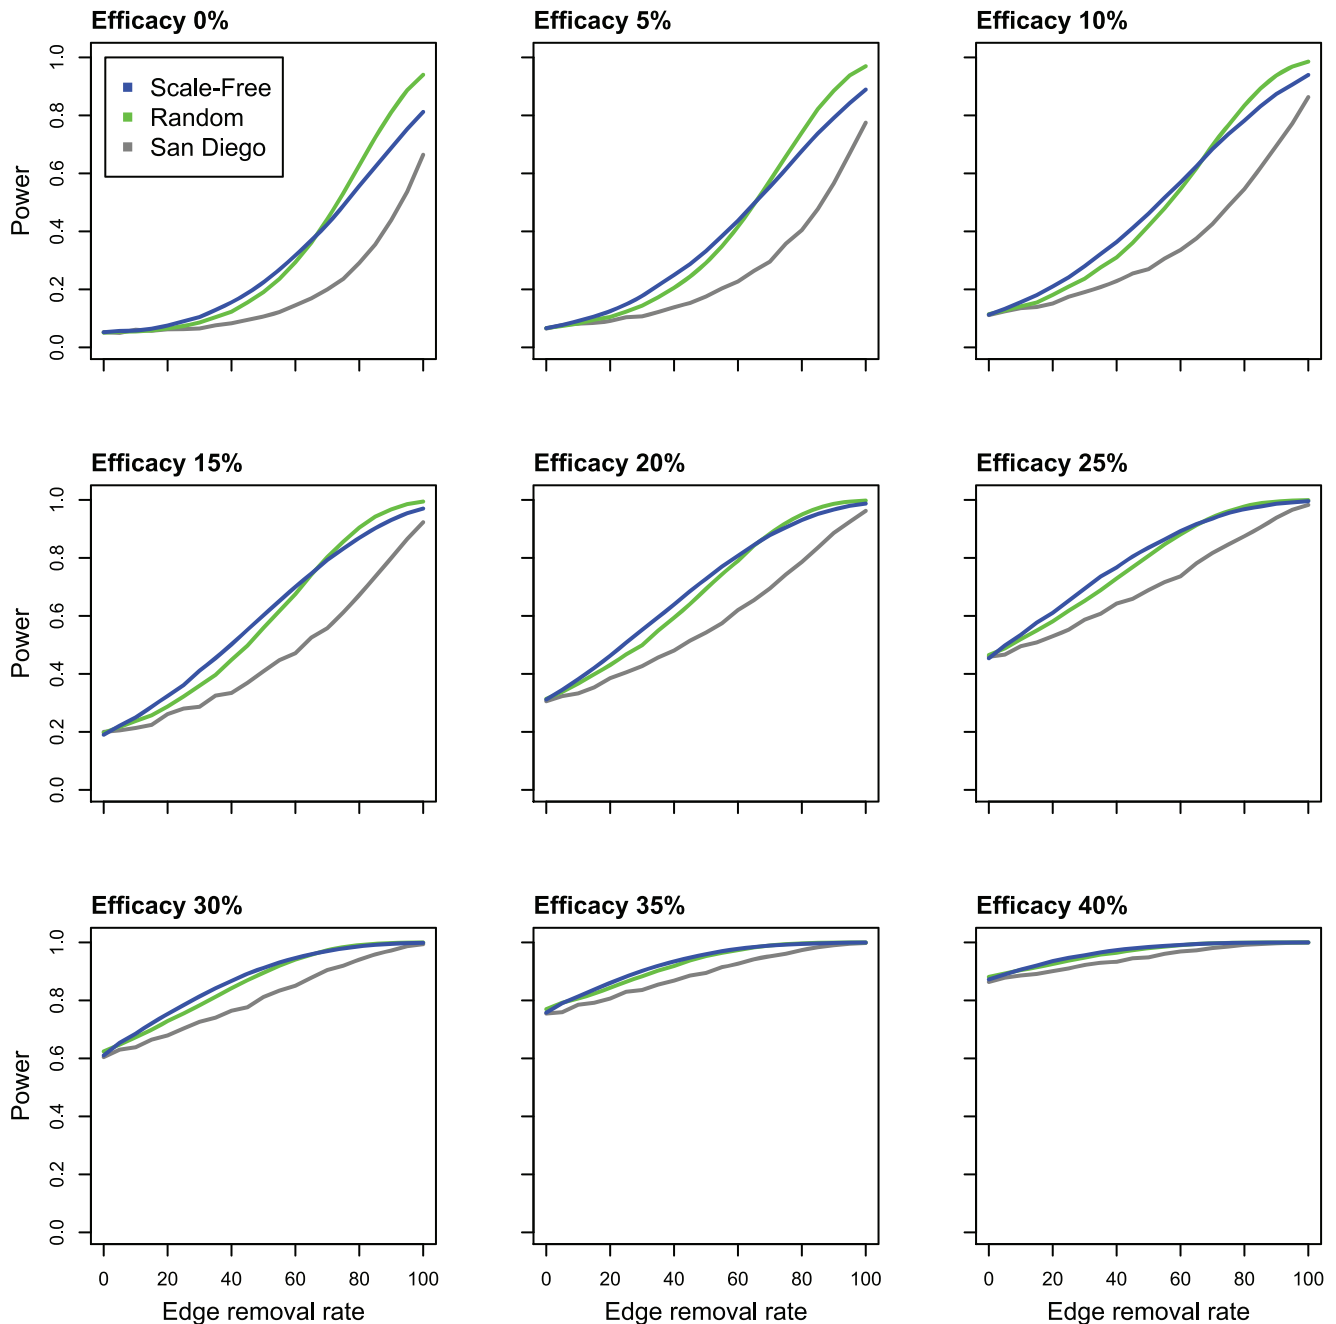 Efficacy 0%
Efficacy 5%
Efficacy 10%
Scale-Free
Random
San Diego
Power
0.0 0.2 0.4 0.6 0.8 1.0
Efficacy 15%
Efficacy 20%
Efficacy 25%
Power
0.0 0.2 0.4 0.6 0.8 1.0
Efficacy 30%
Efficacy 35%
Efficacy 40%
Power
0.0 0.2 0.4 0.6 0.8 1.0
0 20 40 60 80 100
0 20 40 60 80 100
0 20 40 60 80 100
Edge removal rate
Edge removal rate
Edge removal rate